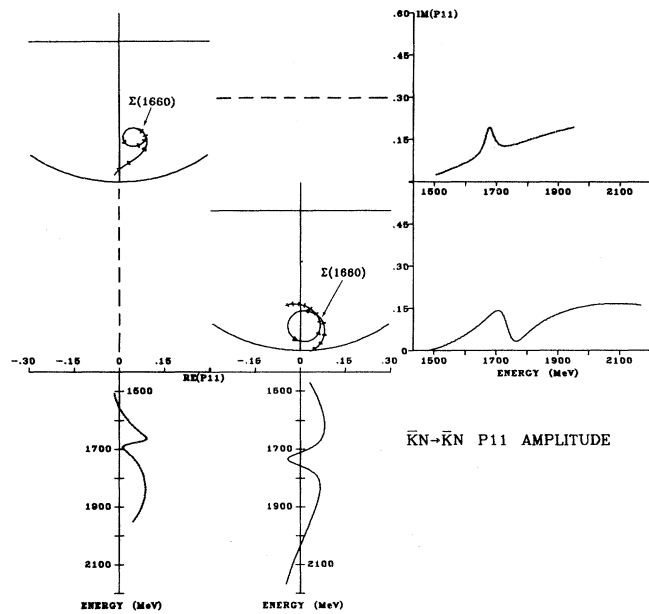 .60 IM(P11)
Σ(1660)
.45
.30
.15
1500 1700 1900 2100
.60
Σ(1660)
.45
.30
.15
0
1500 1700 1900 2100
ENERGY (MeV)
-.30 -.15 0 .15 0 .15 .30
RE(P11)
1500 1500
K̅N→K̅N P11 AMPLITUDE
1700 1700
1900 1900
2100 2100
ENERGY (MeV) ENERGY (MeV)